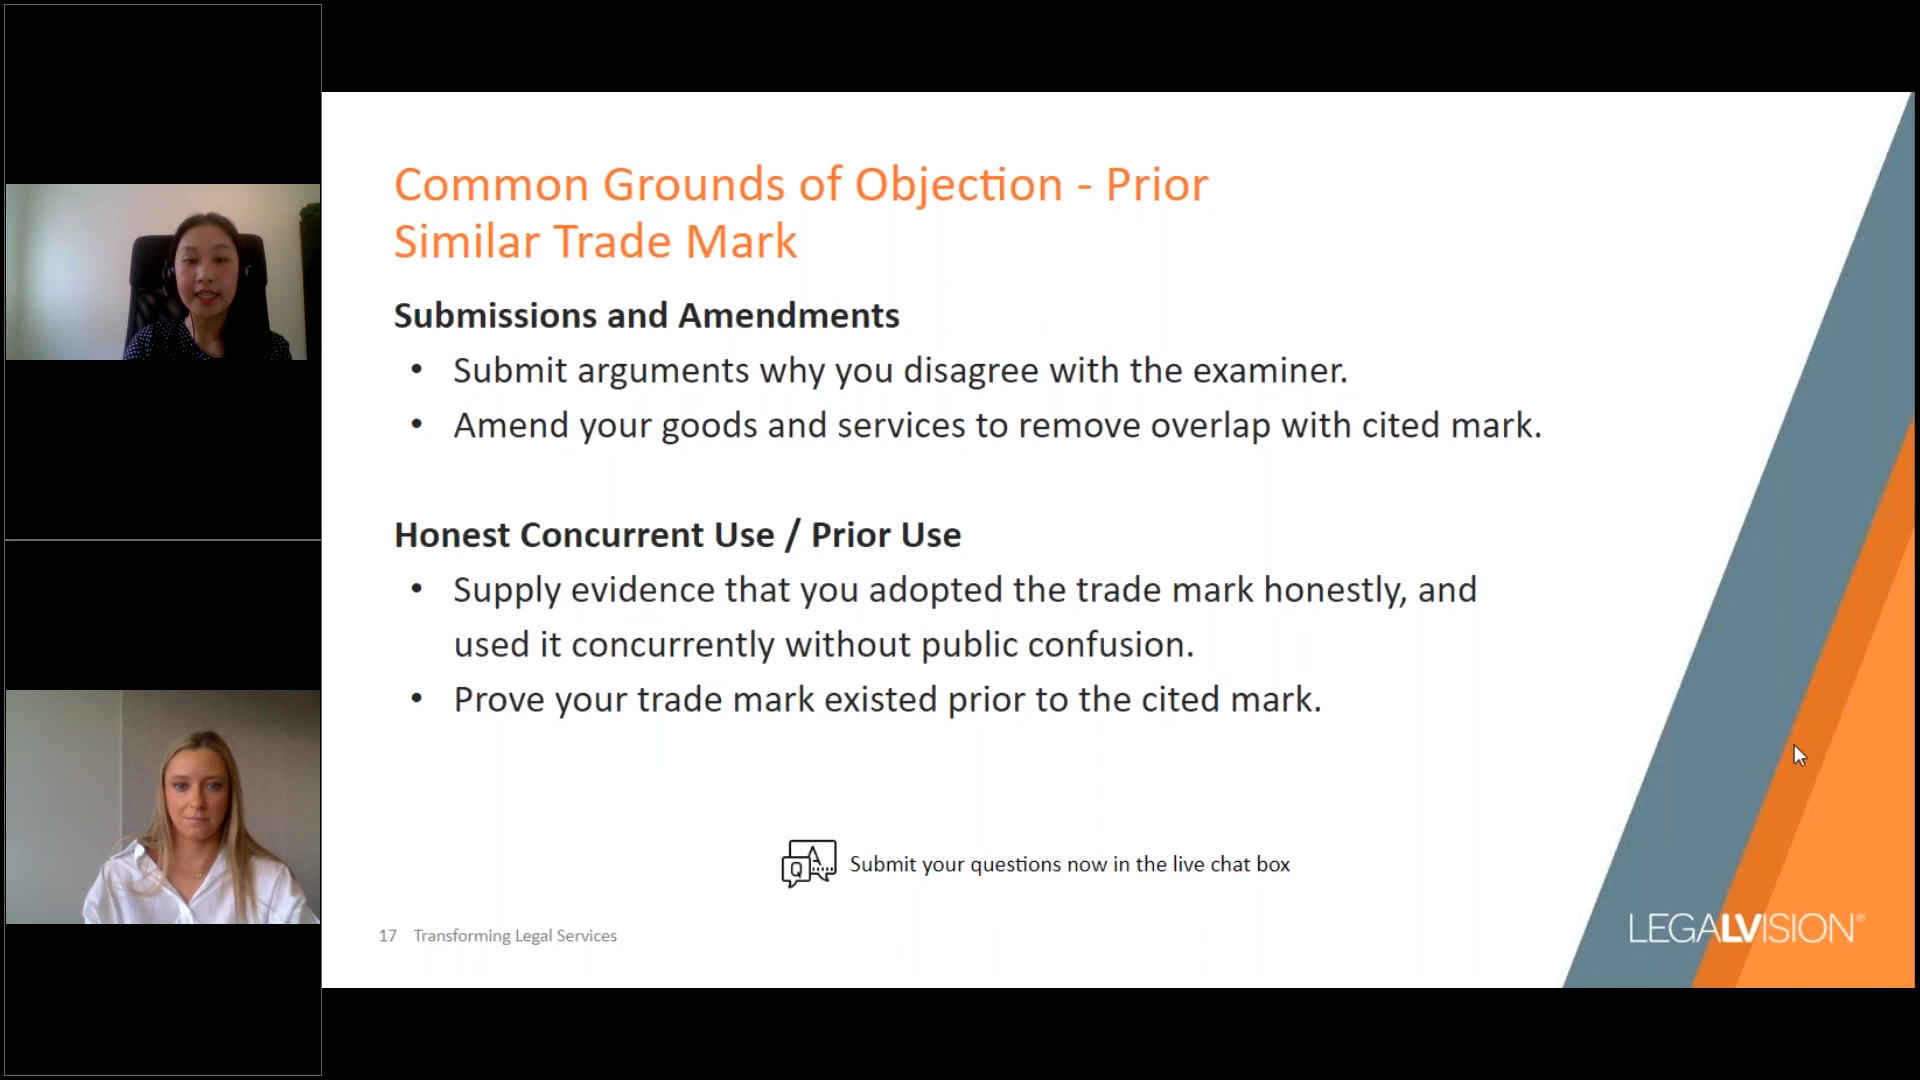 Common Grounds of Objection - Prior
Similar Trade Mark
Submissions and Amendments
• Submit arguments why you disagree with the examiner.
• Amend your goods and services to remove overlap with cited mark.
Honest Concurrent Use / Prior Use
• Supply evidence that you adopted the trade mark honestly, and
used it concurrently without public confusion.
• Prove your trade mark existed prior to the cited mark.
Q A Submit your questions now in the live chat box
17 Transforming Legal Services
LEGALVISION®